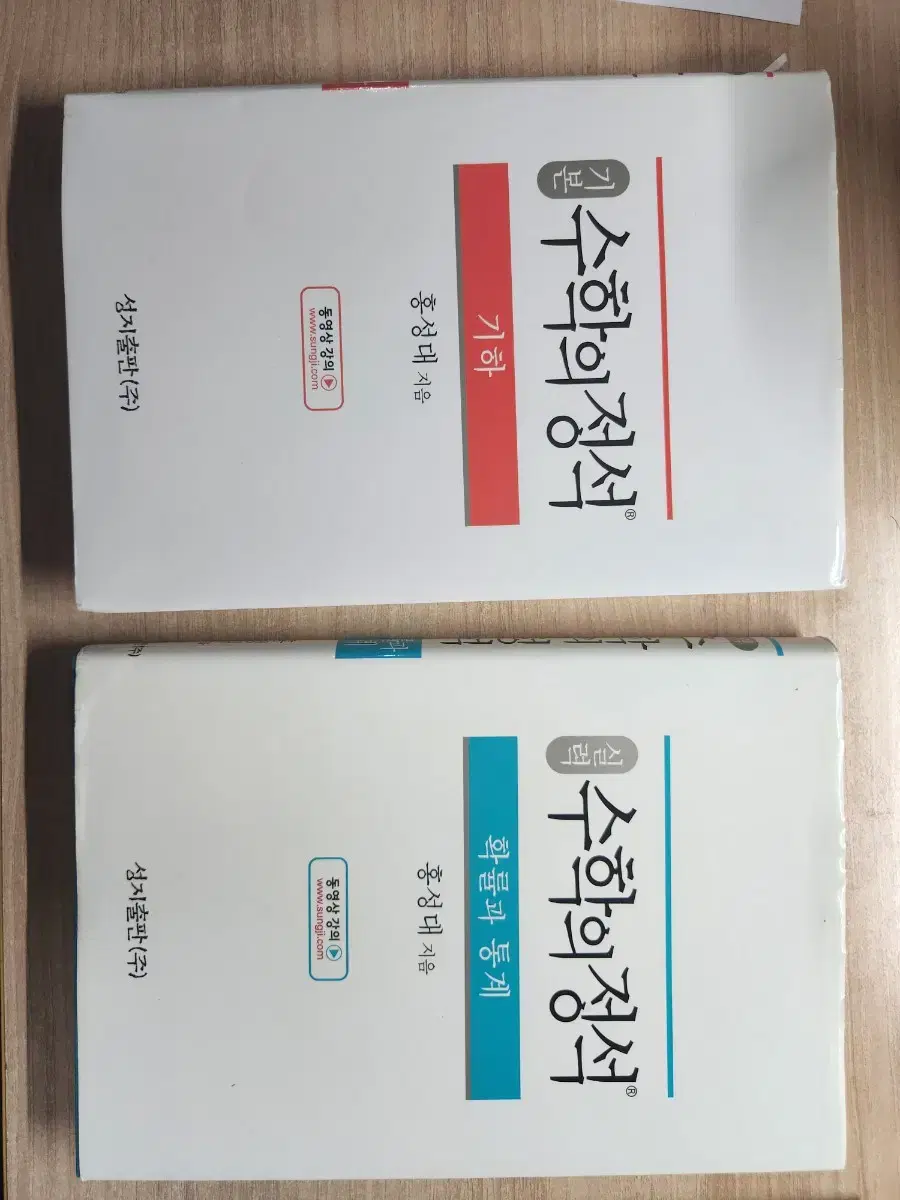 기본
수학의 정석®
기하
홍성대 지음
동영상 강의
www.sungji.com
성지출판(주)
실력
수학의 정석®
확률과 통계
홍성대 지음
동영상 강의
www.sungji.com
성지출판(주)